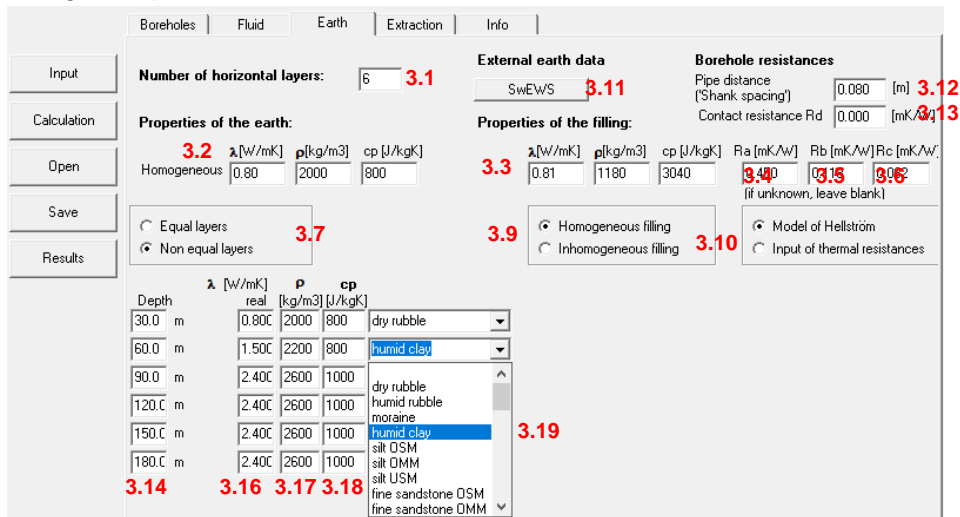 Boreholes Fluid Earth Extraction Info
Input
Calculation
Open
Save
Results
Number of horizontal layers: 6 3.1
External earth data
SwEWS 3.11
Borehole resistances
Pipe distance
('Shank spacing') 0.080 [m] 3.12
Contact resistance Rd 0.000 [mK/W] 3.13
Properties of the earth:
3.2 λ[W/mK] ρ[kg/m3] cp [J/kgK]
Homogeneous 0.80 2000 800
Properties of the filling:
3.3 λ[W/mK] ρ[kg/m3] cp [J/kgK] Ra [mK/W] Rb [mK/W] Rc [mK/W]
0.81 1180 3040 3.4 3.5 3.6
(if unknown, leave blank)
Equal layers
Non equal layers
3.7
3.9
Homogeneous filling
Inhomogeneous filling
3.10
Model of Hellström
Input of thermal resistances
λ [W/mK] ρ cp
Depth real [kg/m3] [J/kgK]
30.0 m 0.800 2000 800 dry rubble
60.0 m 1.500 2200 800 humid clay
90.0 m 2.400 2600 1000
120.0 m 2.400 2600 1000
150.0 m 2.400 2600 1000
180.0 m 2.400 2600 1000
dry rubble
humid rubble
moraine
humid clay
silt OSM
silt OMM
silt USM
fine sandstone OSM
fine sandstone OMM
3.19
3.14 3.16 3.17 3.18